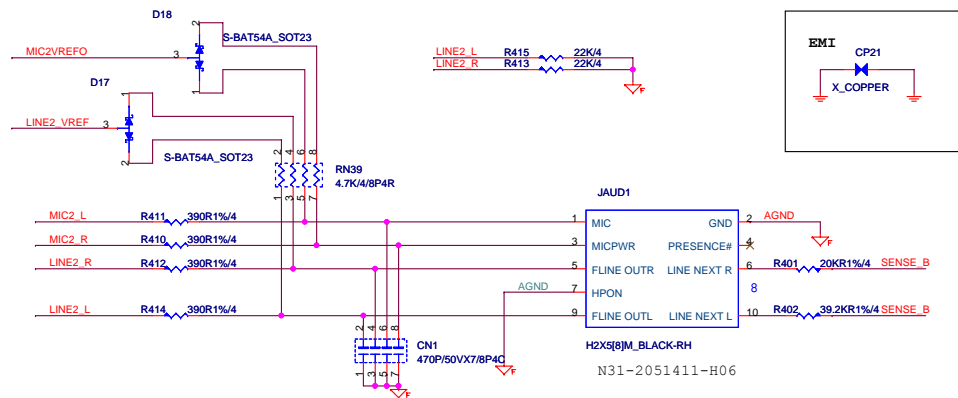 D18
2
S-BAT54A_SOT23
MIC2VREFO
3
1
D17
1
LINE2_VREF
3
2
S-BAT54A_SOT23
LINE2_L
R415
22K/4
LINE2_R
R413
22K/4
F
EMI
CP21
X_COPPER
2
4
6
8
RN39
4.7K/4/8P4R
1
3
5
7
JAUD1
MIC2_L
R411
390R1%/4
1
MIC
GND
2
AGND
F
MIC2_R
R410
390R1%/4
3
MICPWR
PRESENCE#
4
LINE2_R
R412
390R1%/4
5
FLINE OUTR
LINE NEXT R
6
R401
20KR1%/4
SENSE_B
AGND
7
HPON
8
LINE2_L
R414
390R1%/4
9
FLINE OUTL
LINE NEXT L
10
R402
39.2KR1%/4
SENSE_B
2
4
6
8
CN1
470P/50VX7/8P4C
1
3
5
7
F
F
H2X5[8]M_BLACK-RH
N31-2051411-H06